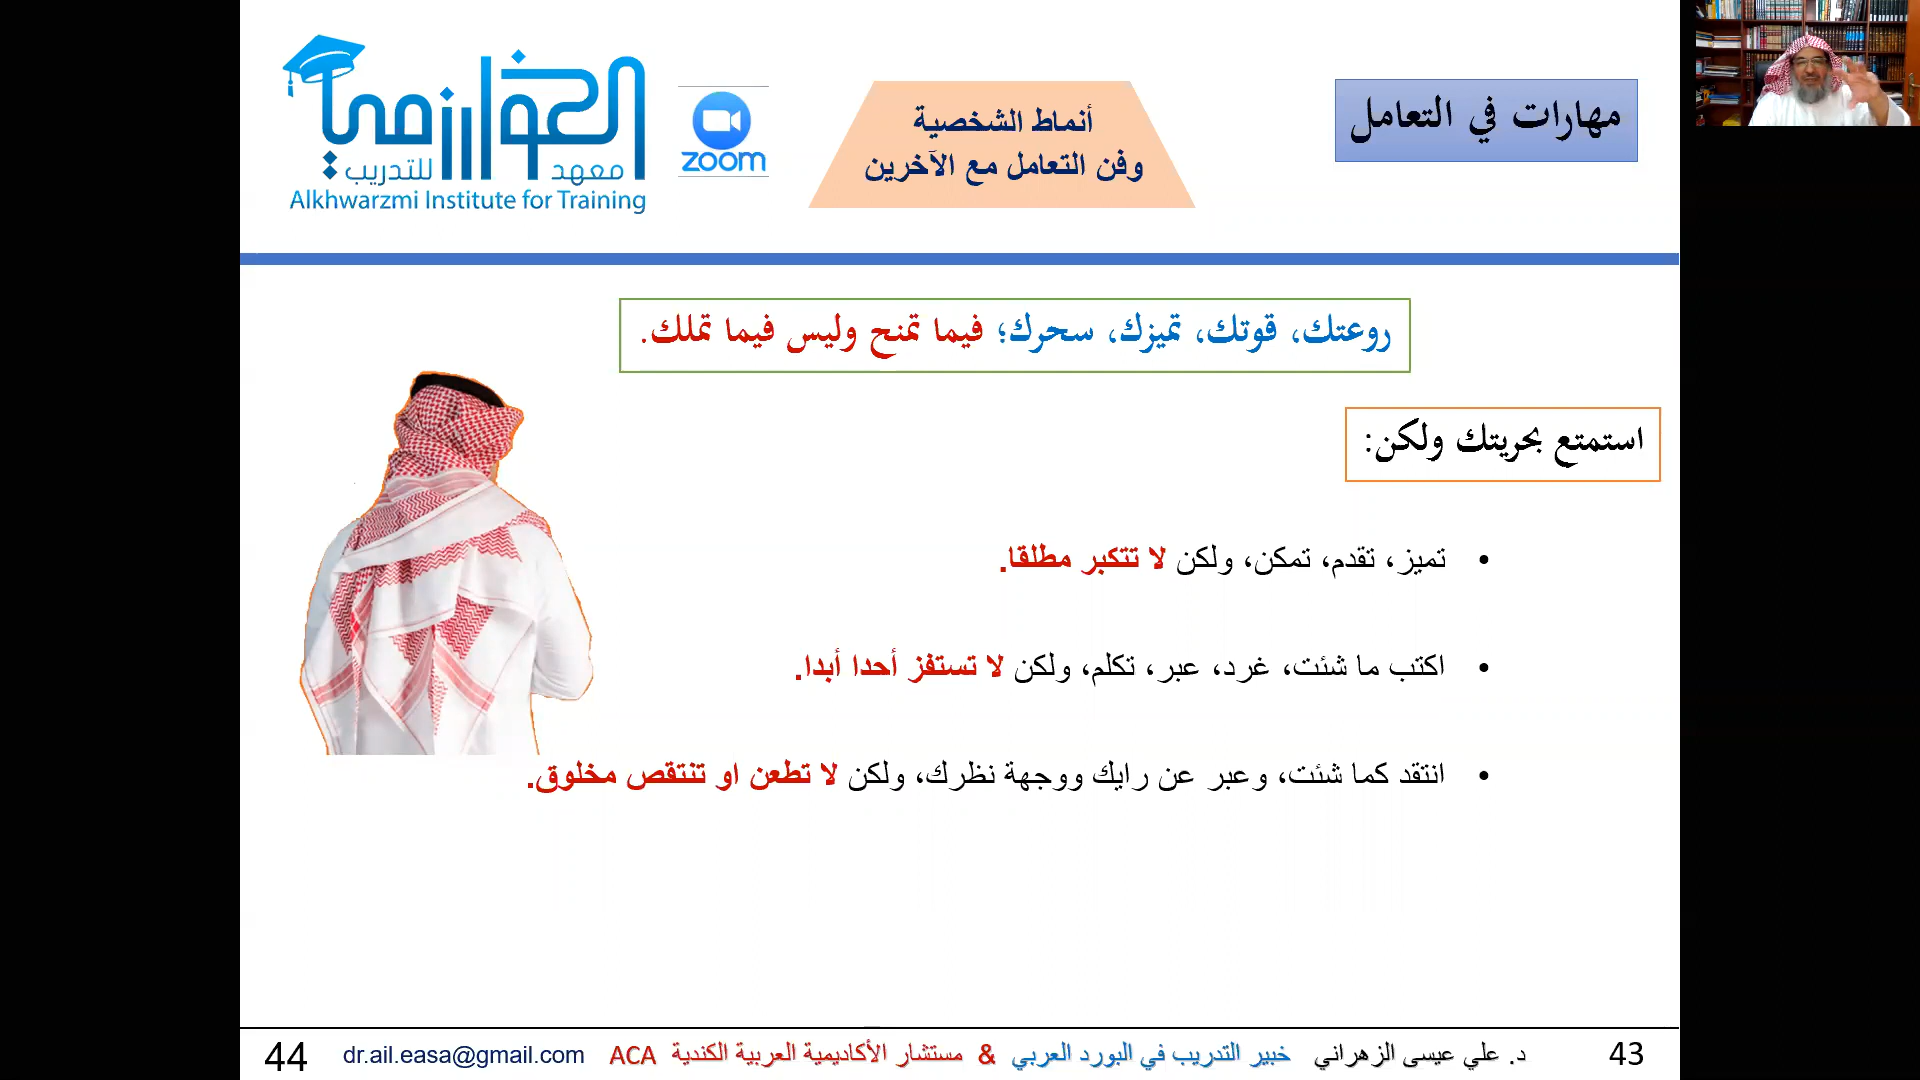 مهارات في التعامل
أنماط الشخصية
وفن التعامل مع الآخرين
zoom
الخوارزمي
معهد للتدريب
Alkhwarzmi Institute for Training
روعتك، قوتك، تميزك، سحرك؛ فيما تمنح وليس فيما تملك.
استمتع بحريتك ولكن:
• تميز، تقدم، تمكن، ولكن لا تتكبر مطلقا.
• اكتب ما شئت، غرد، عبر، تكلم، ولكن لا تستفز أحدا أبدا.
• انتقد كما شئت، وعبر عن رايك ووجهة نظرك، ولكن لا تطعن او تنتقص مخلوق.
43 د. علي عيسى الزهراني خبير التدريب في البورد العربي & مستشار الأكاديمية العربية الكندية ACA dr.ail.easa@gmail.com 44